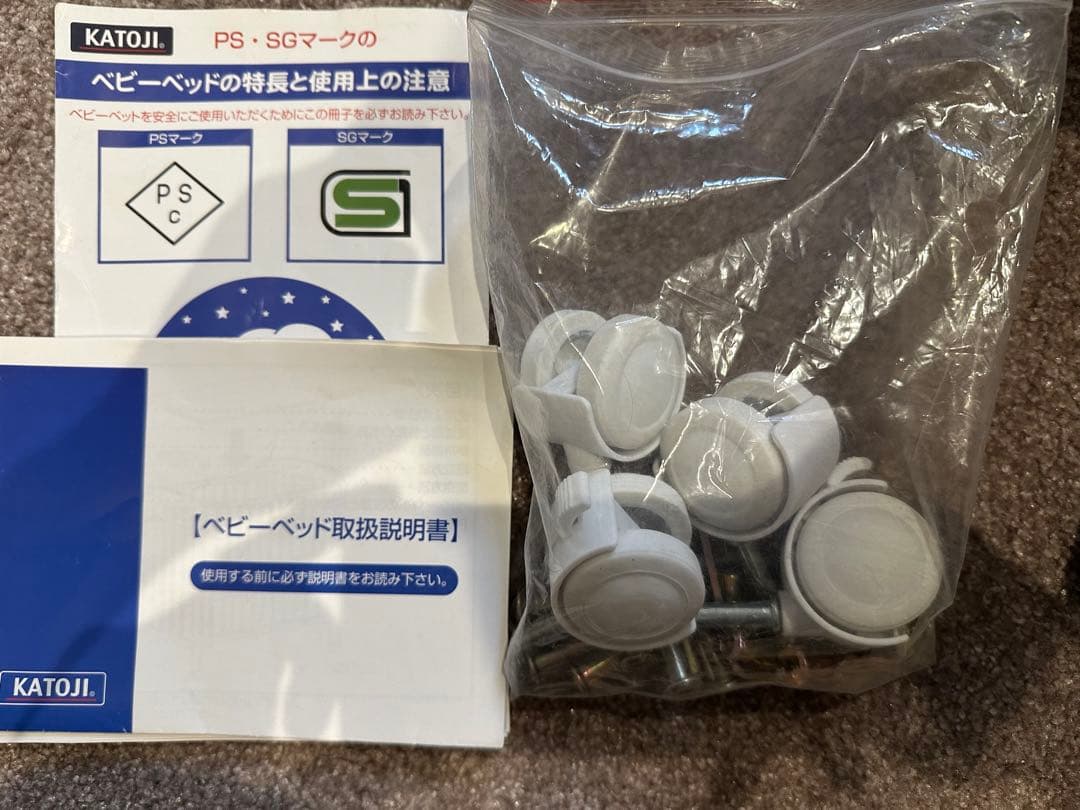 KATOJI®
PS・SGマークの
ベビーベッドの特長と使用上の注意
ベビーベットを安全にご使用いただくためにこの冊子を必ずお読み下さい。
PSマーク
SGマーク
PS
C
S
【ベビーベッド取扱説明書】
使用する前に必ず説明書をお読み下さい。
KATOJI®